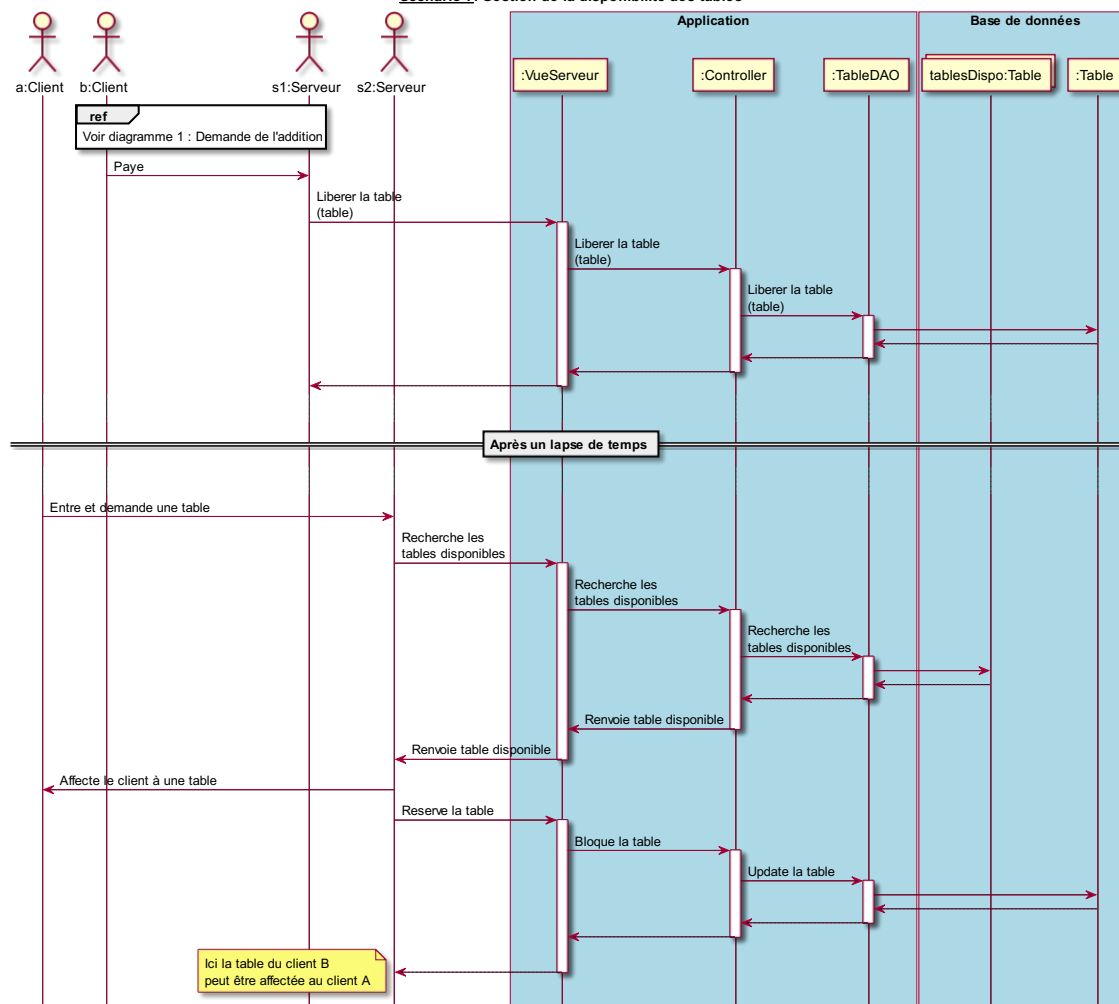 Application
Base de données
a:Client
b:Client
s1:Serveur
s2:Serveur
:VueServeur
:Controller
:TableDAO
tablesDispo:Table
:Table
ref
Voir diagramme 1 : Demande de l'addition
Paye
Liberer la table
(table)
Liberer la table
(table)
Liberer la table
(table)
Après un lapse de temps
Entre et demande une table
Recherche les
tables disponibles
Recherche les
tables disponibles
Recherche les
tables disponibles
Renvoie table disponible
Renvoie table disponible
Affecte le client à une table
Reserve la table
Bloque la table
Update la table
Ici la table du client B
peut être affectée au client A